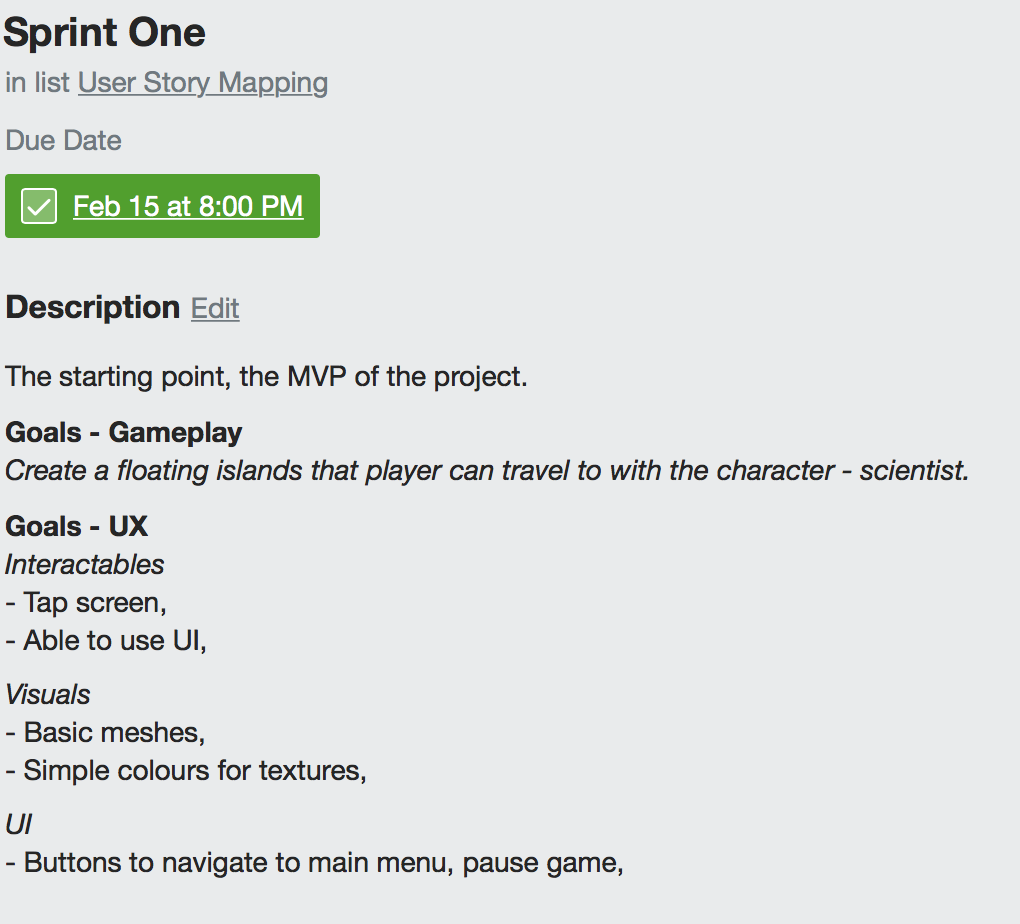 Sprint One
in list User Story Mapping
Due Date
Feb 15 at 8:00 PM
Description Edit
The starting point, the MVP of the project.
Goals - Gameplay
Create a floating islands that player can travel to with the character - scientist.
Goals - UX
Interactables
- Tap screen,
- Able to use UI,
Visuals
- Basic meshes,
- Simple colours for textures,
UI
- Buttons to navigate to main menu, pause game,